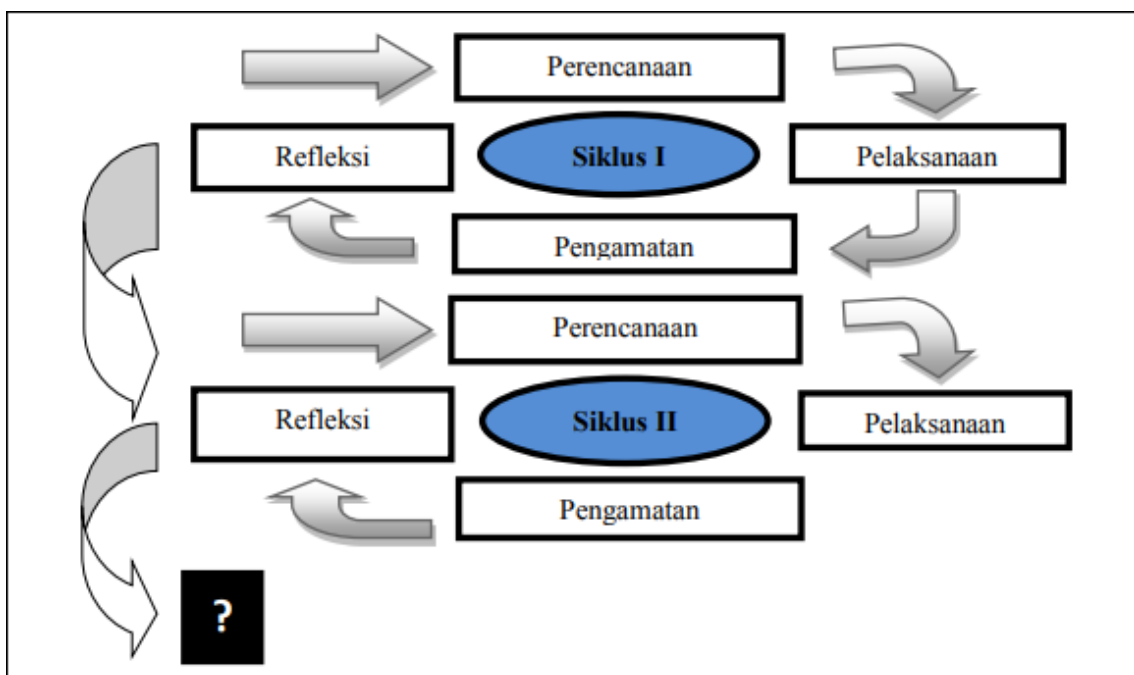 Perencanaan
Refleksi
Siklus I
Pelaksanaan
Pengamatan
Perencanaan
Refleksi
Siklus II
Pelaksanaan
Pengamatan
?